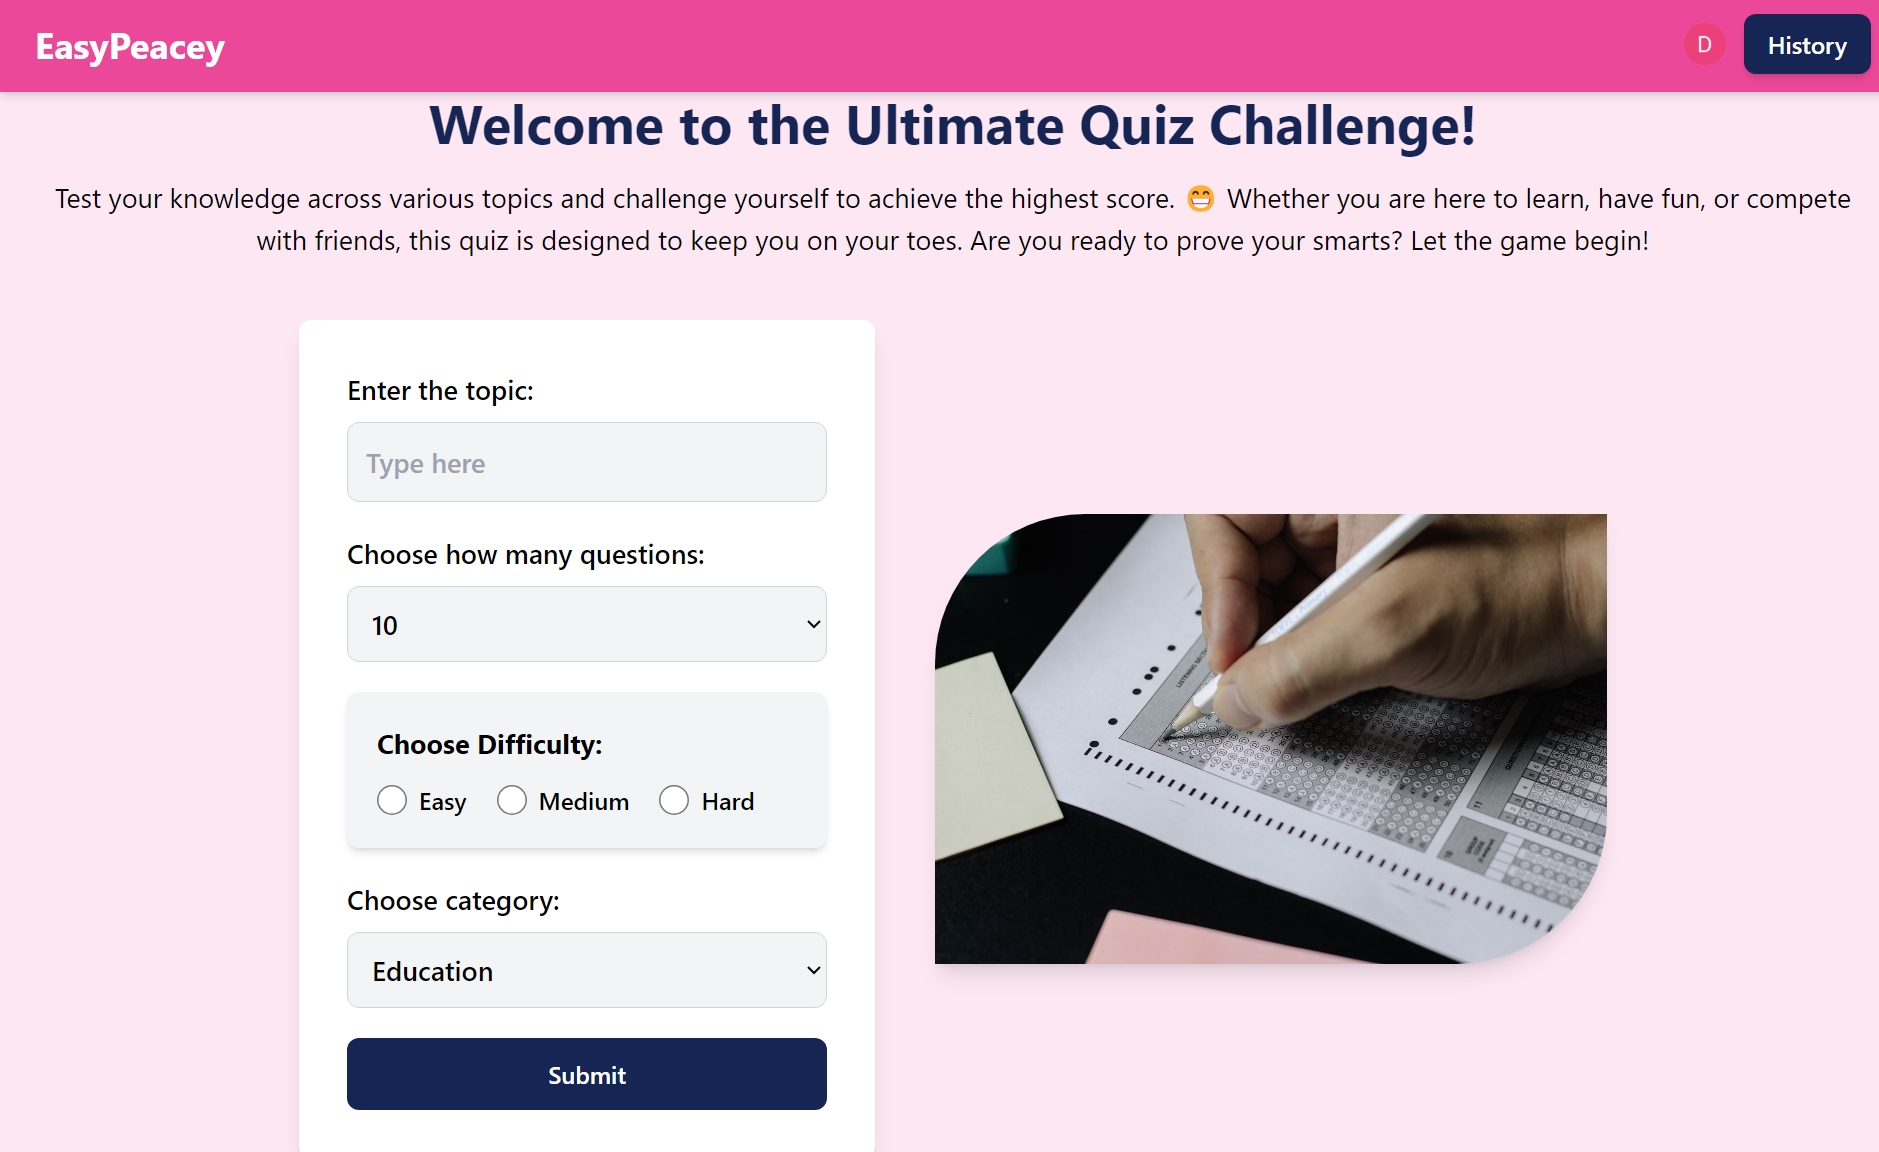 EasyPeacey
D
History
Welcome to the Ultimate Quiz Challenge!
Test your knowledge across various topics and challenge yourself to achieve the highest score. 😁 Whether you are here to learn, have fun, or compete
with friends, this quiz is designed to keep you on your toes. Are you ready to prove your smarts? Let the game begin!
Enter the topic:
Type here
Choose how many questions:
10
Choose Difficulty:
Easy Medium Hard
Choose category:
Education
Submit